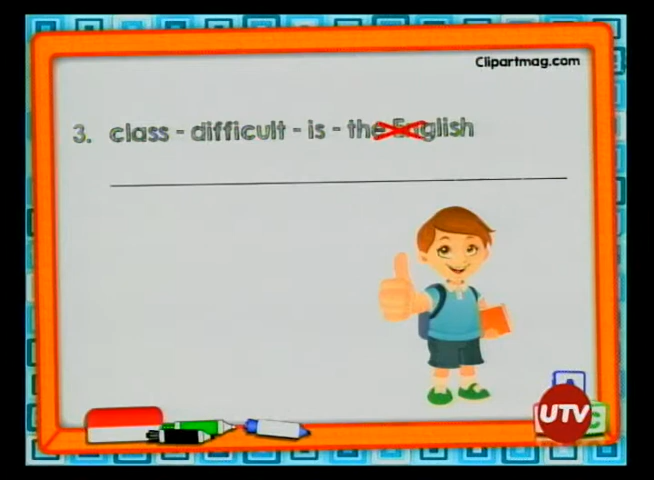 Clipartmag.com
3. class - difficult - is - the English
UTV